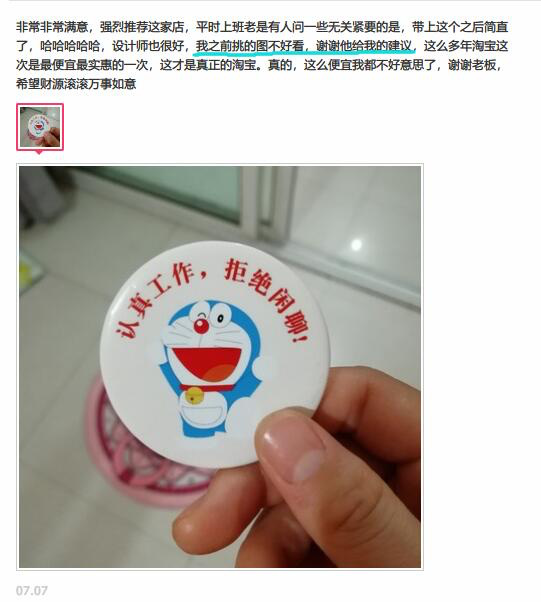 非常非常满意，强烈推荐这家店，平时上班老是有人问一些无关紧要的是，带上这个之后简直
了，哈哈哈哈哈，设计师也很好，我之前挑的图不好看，谢谢他给我的建议，这么多年淘宝这
次是最便宜最实惠的一次，这才是真正的淘宝。真的，这么便宜我都不好意思了，谢谢老板，
希望财源滚滚万事如意
认真工作，拒绝闲聊！
07.07